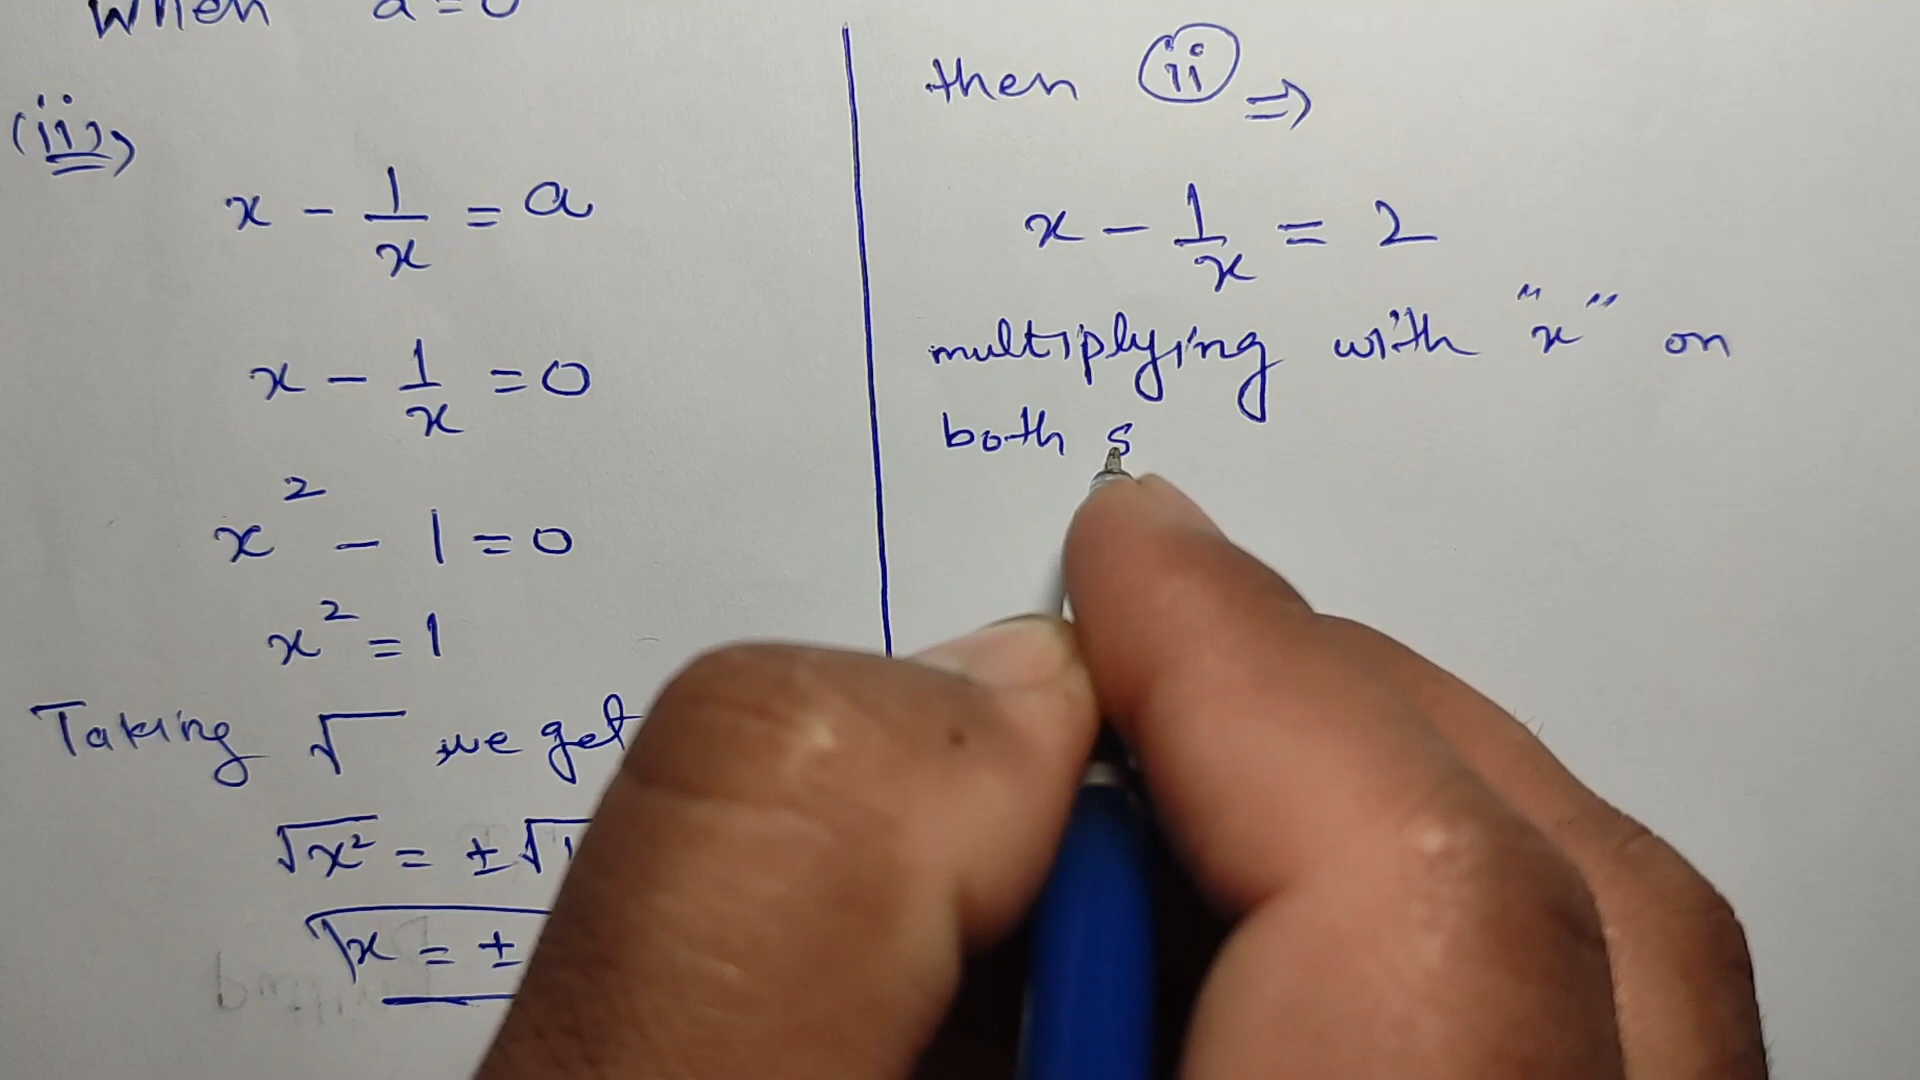 When a = 0
(ii)
x - 1/x = a
x - 1/x = 0
x² - 1 = 0
x² = 1
Taking √ we get
√x² = ±√1
x = ±
then (ii) ⇒
x - 1/x = 2
multiplying with "x" on
both s